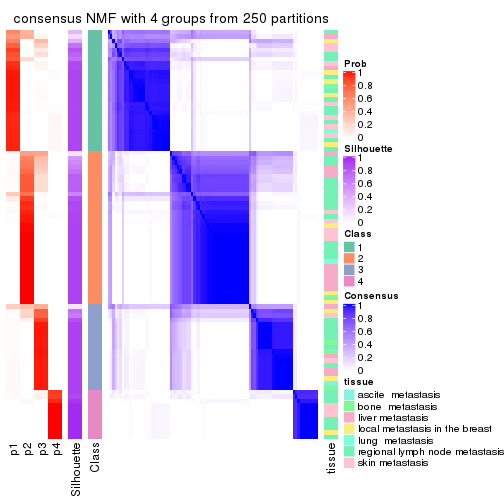 consensus NMF with 4 groups from 250 partitions
Prob
1
0.8
0.6
0.4
0.2
0
Silhouette
1
0.8
0.6
0.4
0.2
0
Class
1
2
3
4
Consensus
1
0.8
0.6
0.4
0.2
0
tissue
ascite metastasis
bone metastasis
liver metastasis
local metastasis in the breast
lung metastasis
regional lymph node metastasis
skin metastasis
p1
p2
p3
p4
Silhouette
Class
tissue